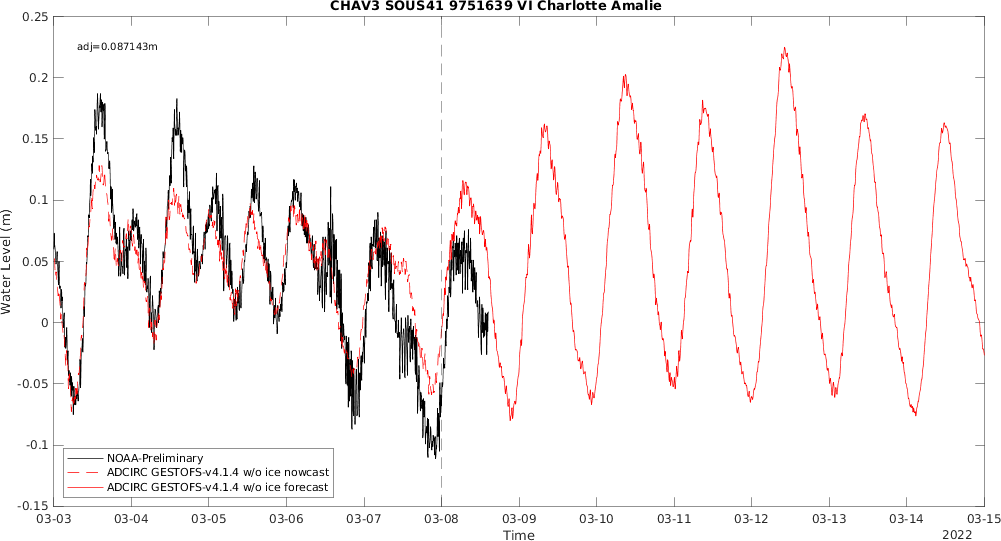 CHAV3 SOUS41 9751639 VI Charlotte Amalie
adj=0.087143m
0.25
0.2
0.15
0.1
0.05
0
-0.05
-0.1
-0.15
Water Level (m)
NOAA-Preliminary
ADCIRC GESTOFS-v4.1.4 w/o ice nowcast
ADCIRC GESTOFS-v4.1.4 w/o ice forecast
03-03 03-04 03-05 03-06 03-07 03-08 03-09 03-10 03-11 03-12 03-13 03-14 03-15
Time
2022